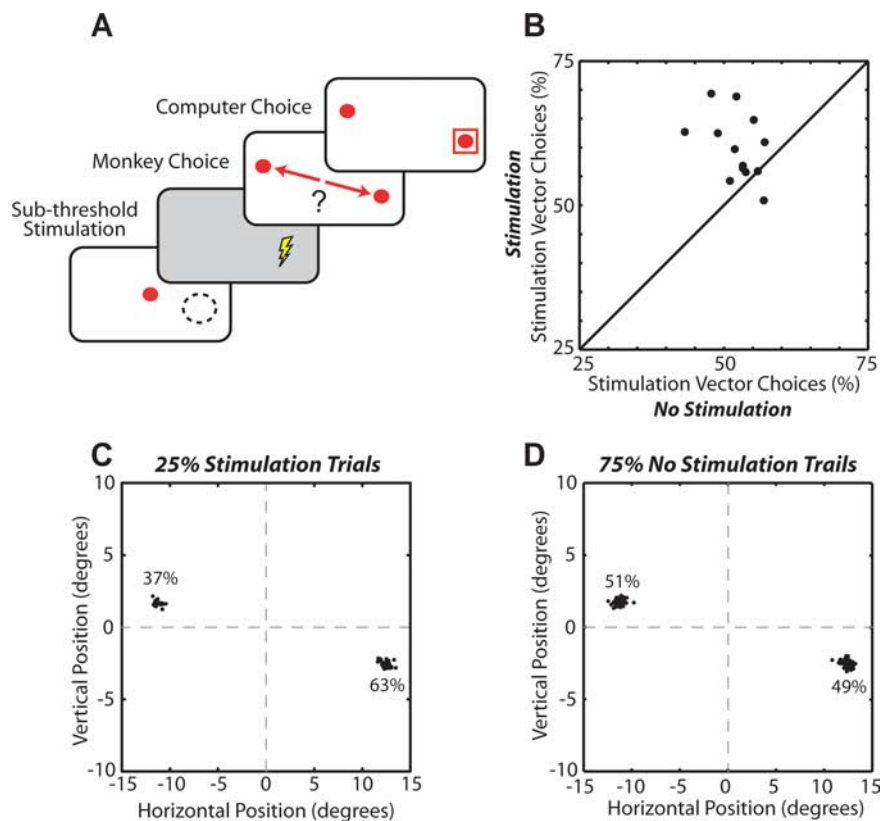 A
Computer Choice
Monkey Choice
?
Sub-threshold
Stimulation
B
75
50
25
Stimulation
Stimulation Vector Choices (%)
25
50
75
Stimulation Vector Choices (%)
No Stimulation
C
25% Stimulation Trials
10
5
0
-5
-10
Vertical Position (degrees)
37%
63%
-15
-10
-5
0
5
10
15
Horizontal Position (degrees)
D
75% No Stimulation Trails
10
5
0
-5
-10
Vertical Position (degrees)
51%
49%
-15
-10
-5
0
5
10
15
Horizontal Position (degrees)